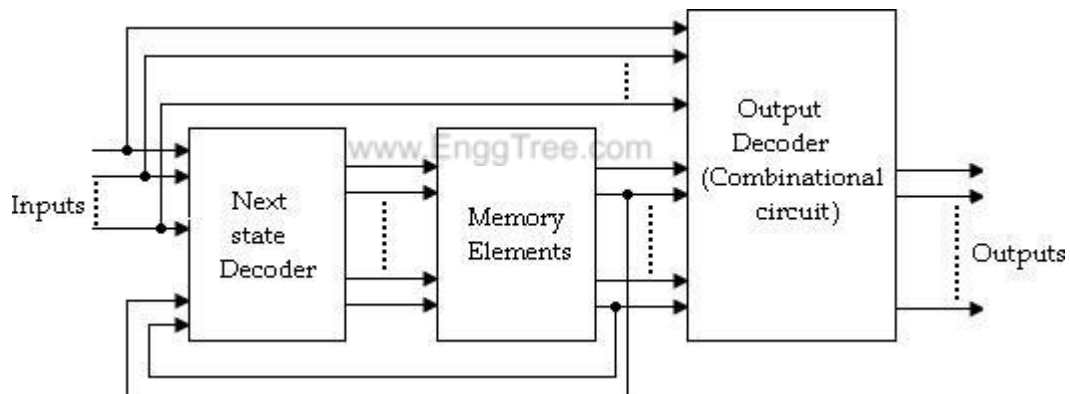 www.EnggTree.com
Inputs
Next
state
Decoder
Memory
Elements
Output
Decoder
(Combinational
circuit)
Outputs